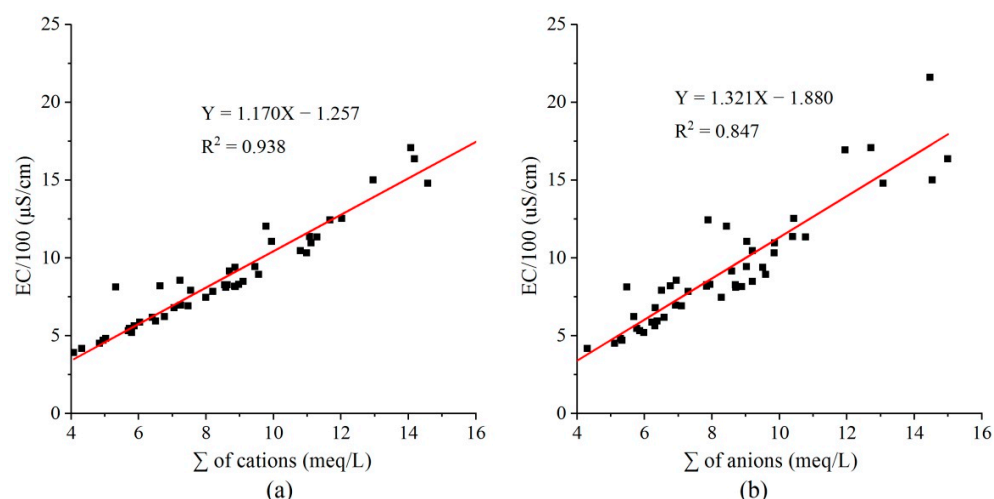 25
20
15
10
5
0
EC/100 (µS/cm)
Y = 1.170X − 1.257
R² = 0.938
4 6 8 10 12 14 16
∑ of cations (meq/L)
(a)
25
20
15
10
5
0
EC/100 (µS/cm)
Y = 1.321X − 1.880
R² = 0.847
4 6 8 10 12 14 16
∑ of anions (meq/L)
(b)